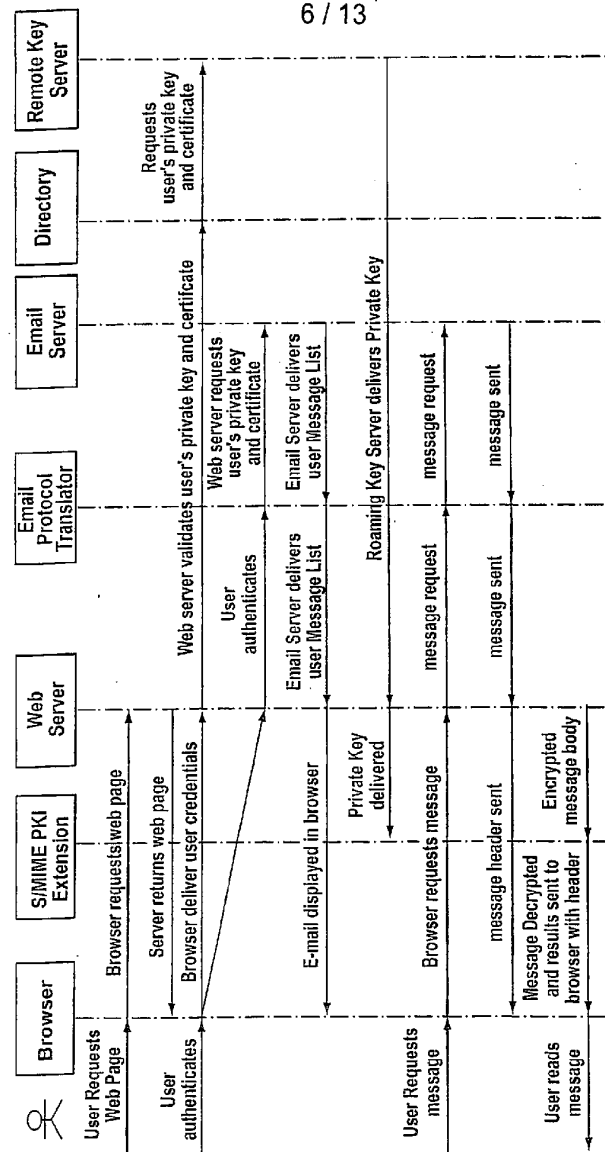 6 / 13
Browser
S/MIME PKI
Extension
Web
Server
Email
Protocol
Translator
Email
Server
Directory
Remote Key
Server
User Requests
Web Page
Browser requests web page
Server returns web page
User
authenticates
Browser deliver user credentials
Web server validates user's private key and certifcate
Requests
user's private key
and certificate
User
authenticates
Web server requests
user's private key
and certificate
E-mail displayed in browser
Email Server delivers
user Message List
Email Server delivers
user Message List
Private Key
delivered
Roaming Key Server delivers Private Key
User Requests
message
Browser requests message
message request
message request
message header sent
message sent
message sent
User reads
message
Message Decrypted
and results sent to
browser with header
Encrypted
message body